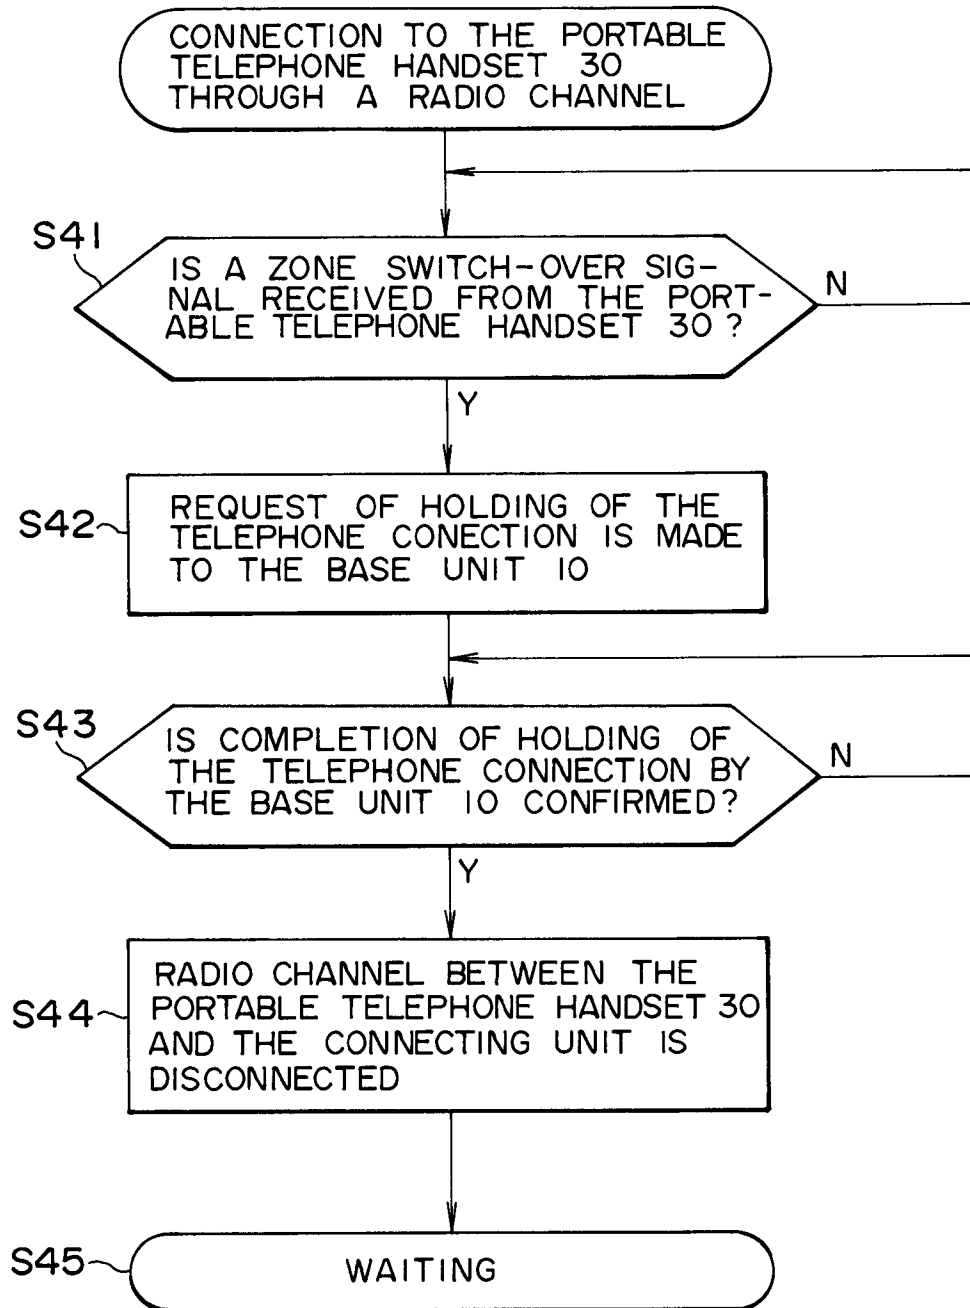 CONNECTION TO THE PORTABLE
TELEPHONE HANDSET 30
THROUGH A RADIO CHANNEL
S41
IS A ZONE SWITCH-OVER SIG-
NAL RECEIVED FROM THE PORT-
ABLE TELEPHONE HANDSET 30?
N
Y
S42
REQUEST OF HOLDING OF THE
TELEPHONE CONECTION IS MADE
TO THE BASE UNIT 10
S43
IS COMPLETION OF HOLDING OF
THE TELEPHONE CONNECTION BY
THE BASE UNIT 10 CONFIRMED?
N
Y
S44
RADIO CHANNEL BETWEEN THE
PORTABLE TELEPHONE HANDSET 30
AND THE CONNECTING UNIT IS
DISCONNECTED
S45
WAITING